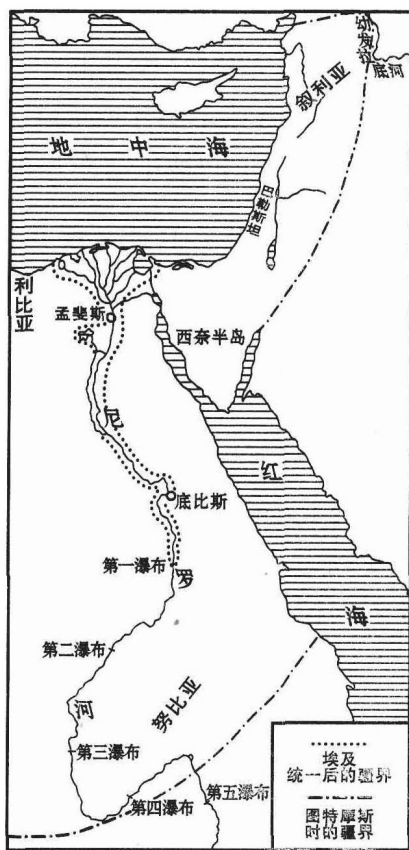 幼发拉
底河
叙利亚
地中海
巴勒斯坦
利比亚
孟斐斯
西奈半岛
尼
红
底比斯
第一瀑布
罗
海
第二瀑布
努比亚
河
第三瀑布
第四瀑布
第五瀑布
埃及
统一后的疆界
图特摩斯
时的疆界